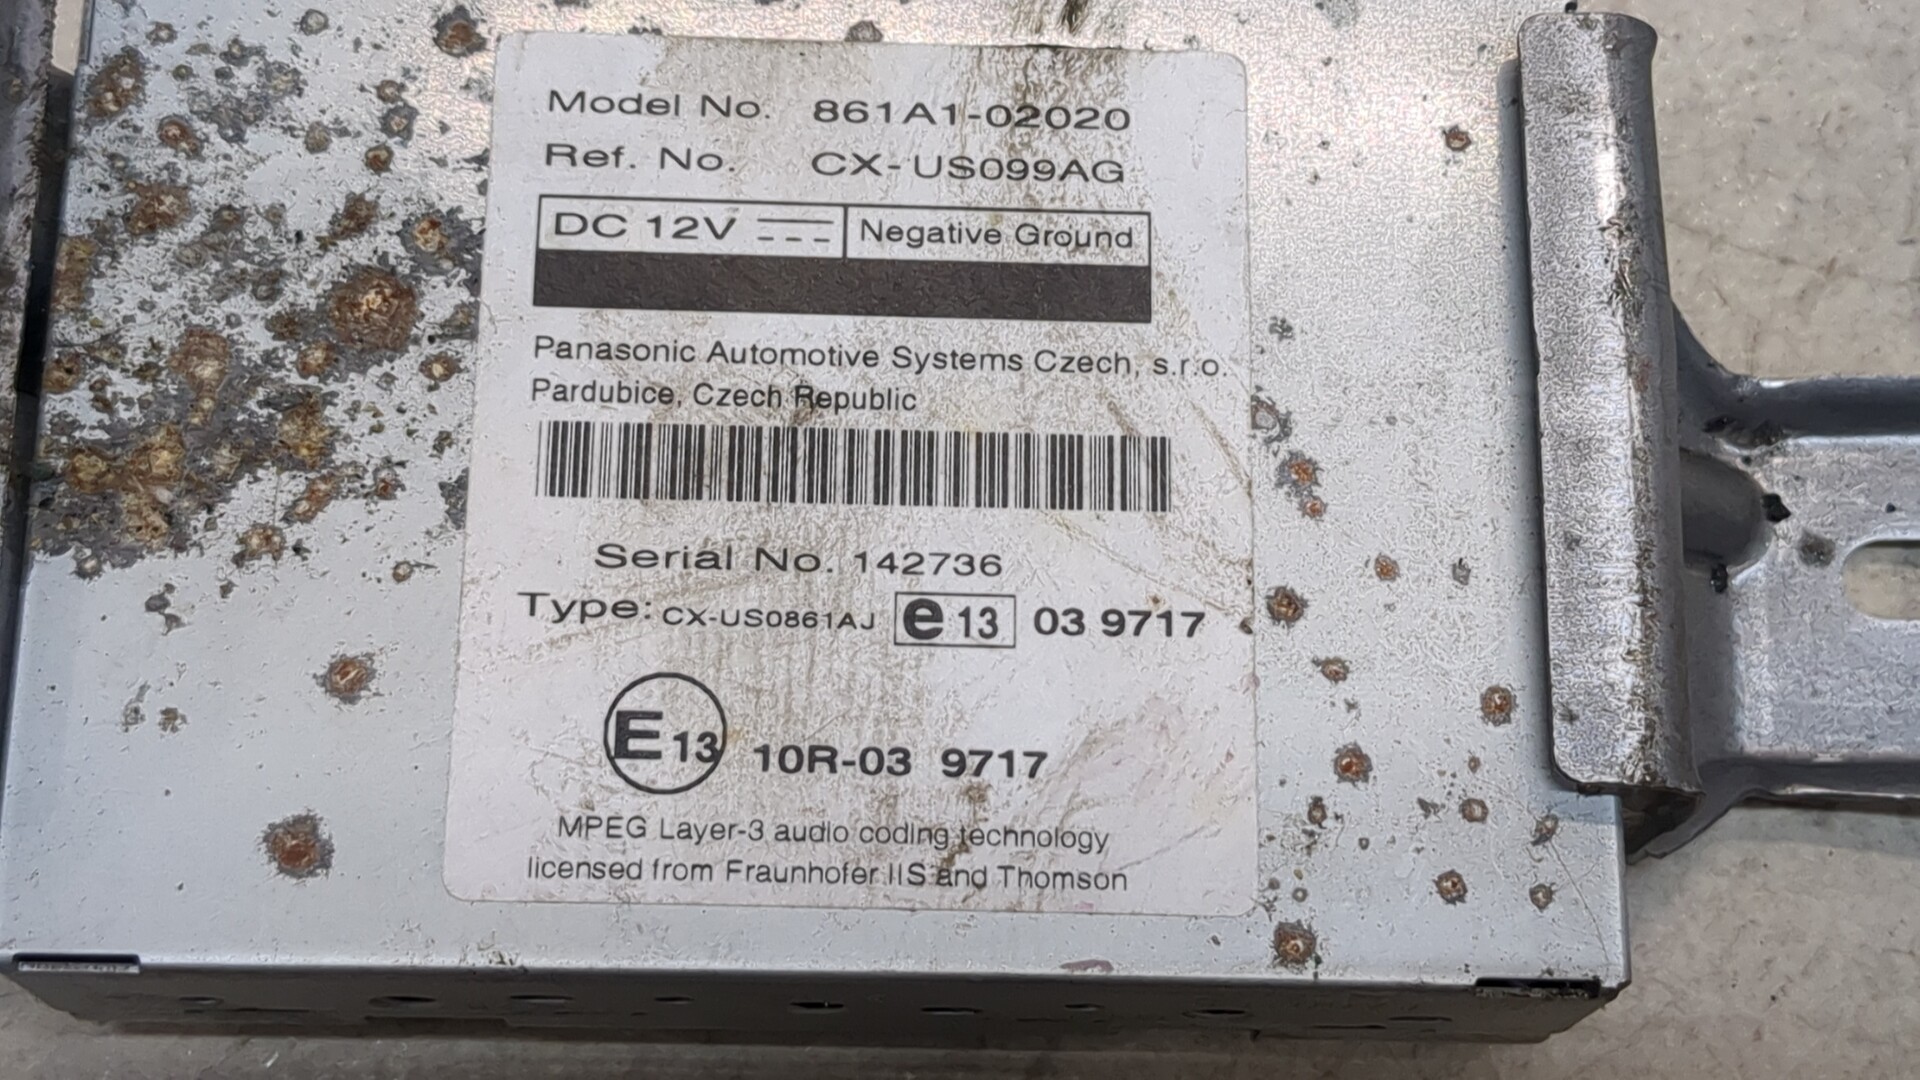 Model No. 861A1-02020
Ref. No. CX-US099AG
DC 12V Negative Ground
Panasonic Automotive Systems Czech, s.r.o.
Pardubice, Czech Republic
Serial No. 142736
Type: CX-US0861AJ e 13 03 9717
E 13 10R-03 9717
MPEG Layer-3 audio coding technology
licensed from Fraunhofer IIS and Thomson